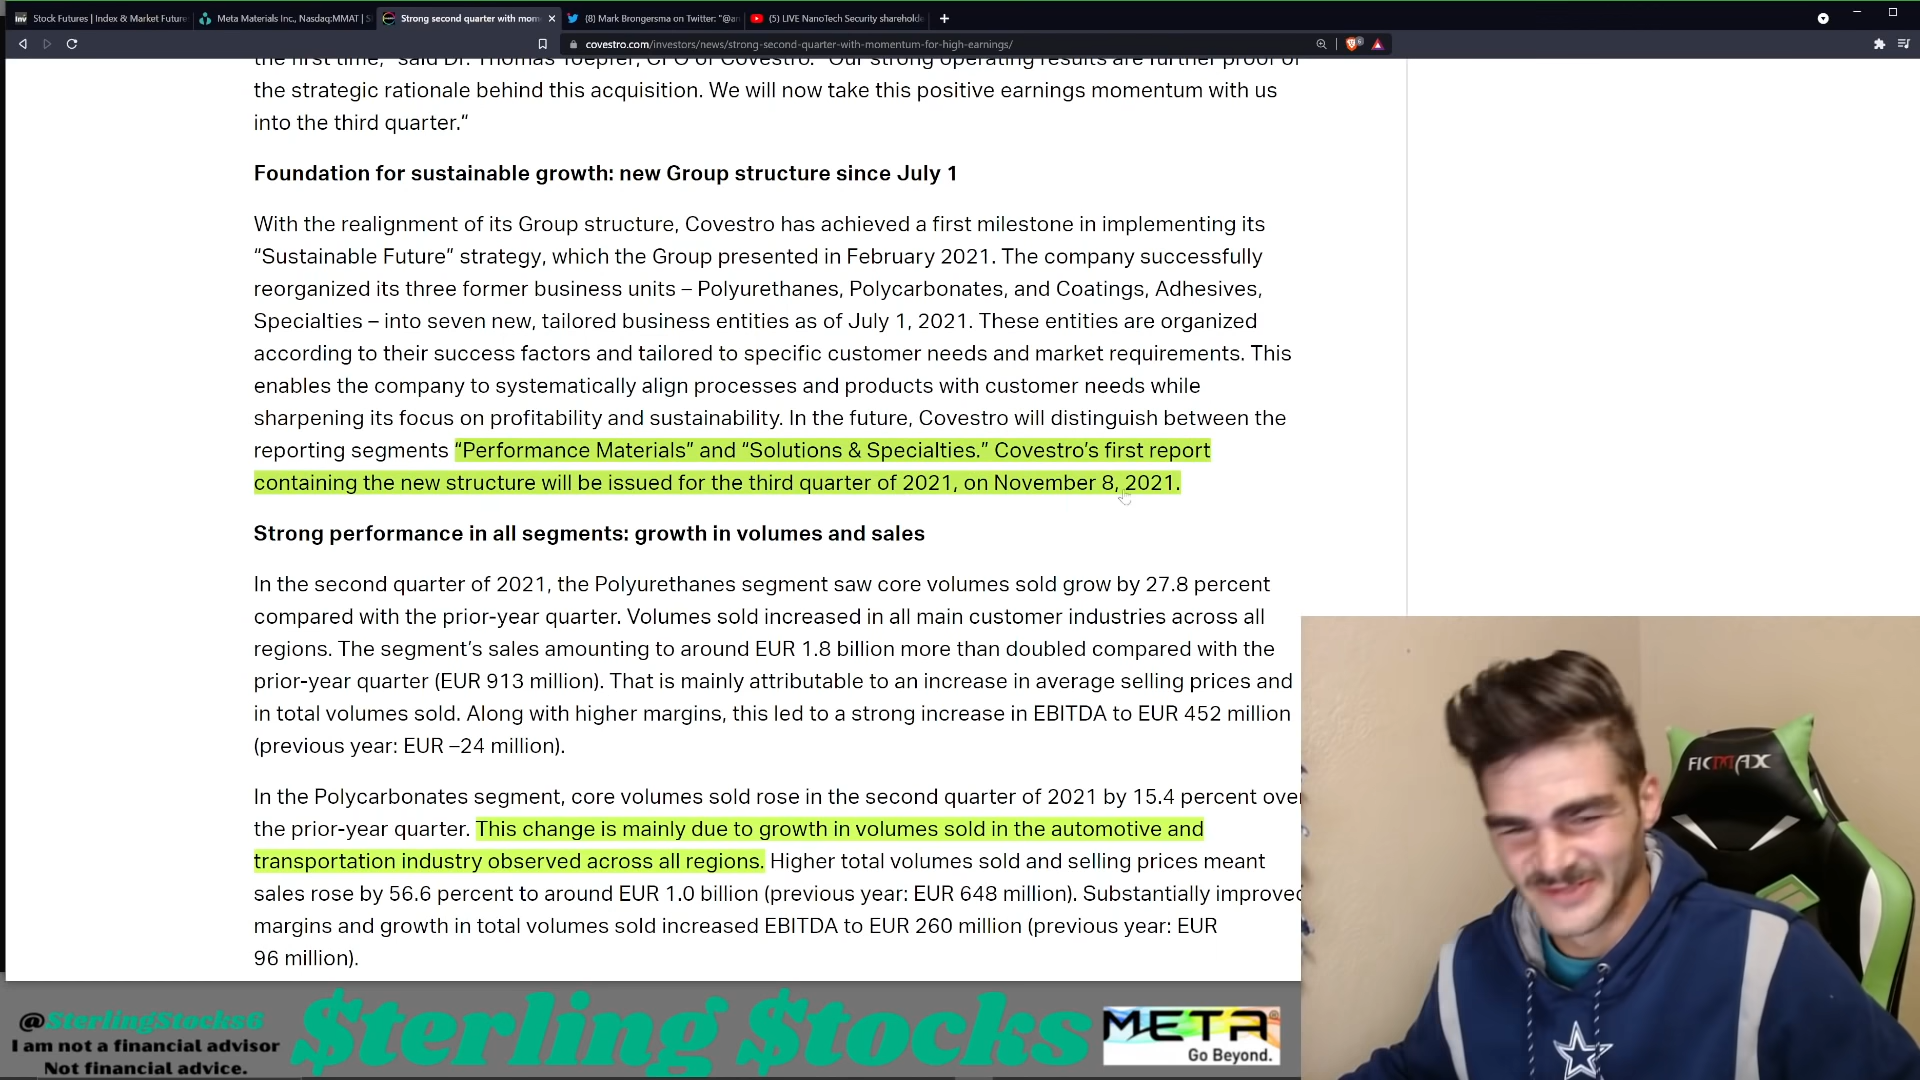 Stock Futures | Index & Market Future
Meta Materials Inc., Nasdaq:MMAT | S
Strong second quarter with mom
(8) Mark Brongersma on Twitter: "@an
(5) LIVE NanoTech Security sharehold
covestro.com/investors/news/strong-second-quarter-with-momentum-for-high-earnings/
the first time," said Dr. Thomas Toepfer, CFO of Covestro. "Our strong operating results are further proof of
the strategic rationale behind this acquisition. We will now take this positive earnings momentum with us
into the third quarter.“
Foundation for sustainable growth: new Group structure since July 1
With the realignment of its Group structure, Covestro has achieved a first milestone in implementing its
“Sustainable Future” strategy, which the Group presented in February 2021. The company successfully
reorganized its three former business units – Polyurethanes, Polycarbonates, and Coatings, Adhesives,
Specialties – into seven new, tailored business entities as of July 1, 2021. These entities are organized
according to their success factors and tailored to specific customer needs and market requirements. This
enables the company to systematically align processes and products with customer needs while
sharpening its focus on profitability and sustainability. In the future, Covestro will distinguish between the
reporting segments “Performance Materials” and “Solutions & Specialties.” Covestro’s first report
containing the new structure will be issued for the third quarter of 2021, on November 8, 2021.
Strong performance in all segments: growth in volumes and sales
In the second quarter of 2021, the Polyurethanes segment saw core volumes sold grow by 27.8 percent
compared with the prior-year quarter. Volumes sold increased in all main customer industries across all
regions. The segment’s sales amounting to around EUR 1.8 billion more than doubled compared with the
prior-year quarter (EUR 913 million). That is mainly attributable to an increase in average selling prices and
in total volumes sold. Along with higher margins, this led to a strong increase in EBITDA to EUR 452 million
(previous year: EUR –24 million).
In the Polycarbonates segment, core volumes sold rose in the second quarter of 2021 by 15.4 percent over
the prior-year quarter. This change is mainly due to growth in volumes sold in the automotive and
transportation industry observed across all regions. Higher total volumes sold and selling prices meant
sales rose by 56.6 percent to around EUR 1.0 billion (previous year: EUR 648 million). Substantially improved
margins and growth in total volumes sold increased EBITDA to EUR 260 million (previous year: EUR
96 million).
FICMAX
@SterlingStocks6
I am not a financial advisor
Not financial advice.
$terling $tocks
META®
Go Beyond.